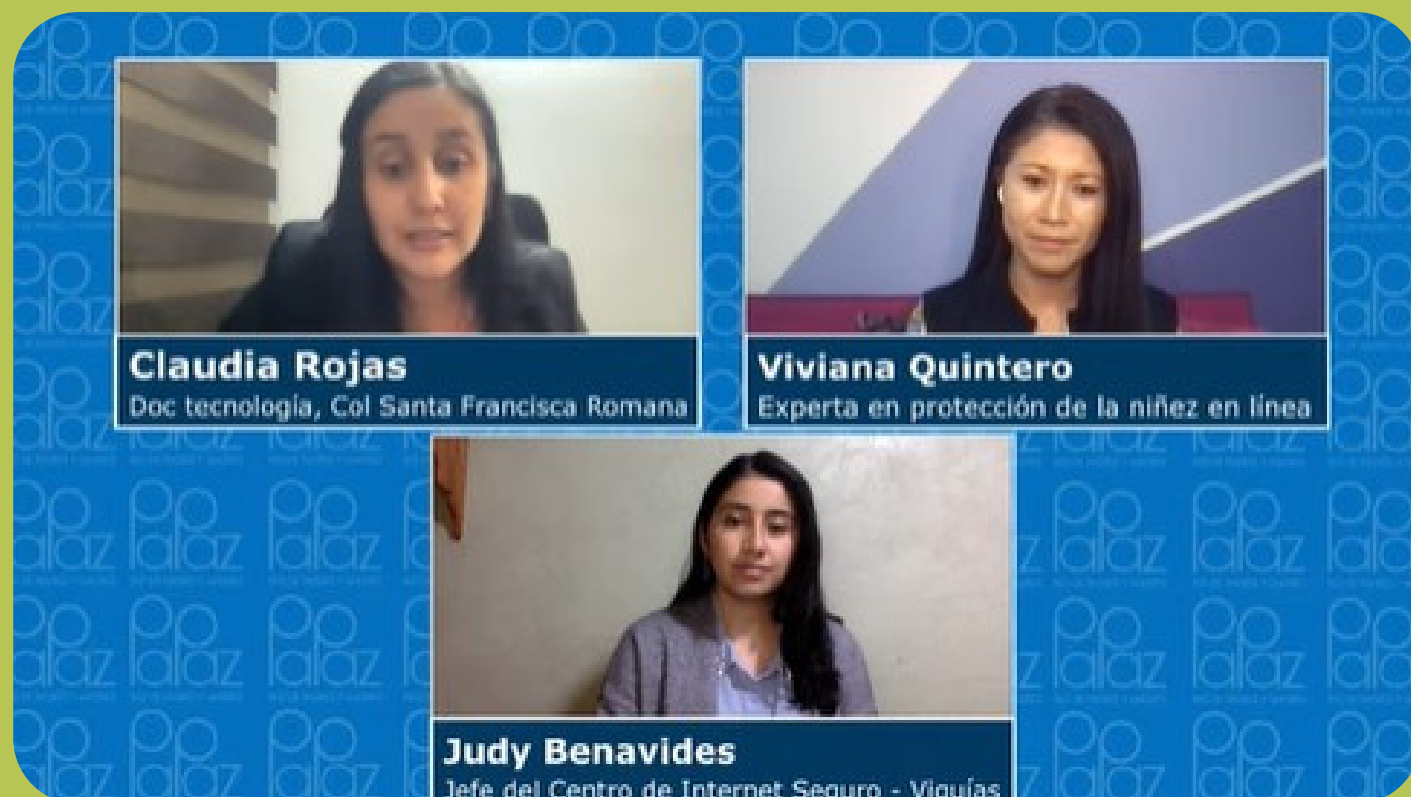 Claudia Rojas
Doc tecnología, Col Santa Francisca Romana
Viviana Quintero
Experta en protección de la niñez en línea
Judy Benavides
Jefe del Centro de Internet Seguro - Viguías